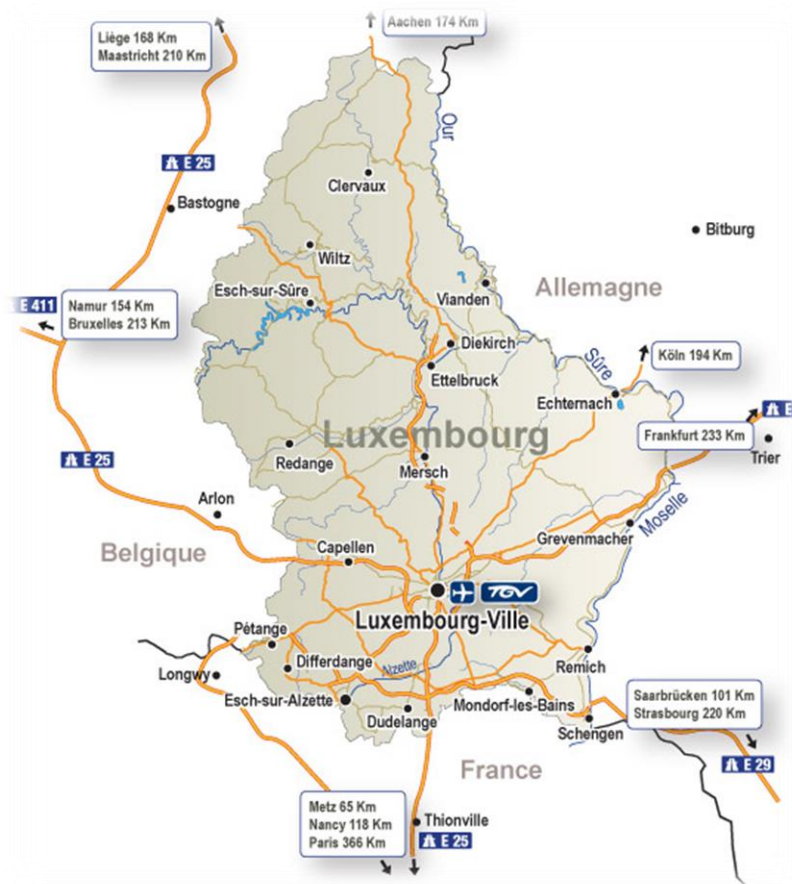 Aachen 174 Km
Liège 168 Km
Maastricht 210 Km
Our
E 25
Clervaux
Bastogne
Bitburg
Wiltz
Allemagne
Esch-sur-Sûre
Vianden
E 411
Namur 154 Km
Bruxelles 213 Km
Diekirch
Sûre
Köln 194 Km
Ettelbruck
Echternach
E
Frankfurt 233 Km
Luxembourg
Trier
E 25
Redange
Mersch
Arlon
Moselle
Grevenmacher
Belgique
Capellen
TGV
Luxembourg-Ville
Pétange
Differdange
Alzette
Remich
Longwy
Esch-sur-Alzette
Mondorf-les-Bains
Saarbrücken 101 Km
Strasbourg 220 Km
Dudelange
Schengen
France
E 29
Metz 65 Km
Nancy 118 Km
Paris 366 Km
Thionville
E 25